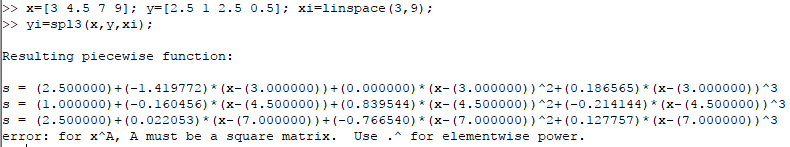 >> x=[3 4.5 7 9]; y=[2.5 1 2.5 0.5]; xi=linspace(3,9);
>> yi=spl3(x,y,xi);
Resulting piecewise function:
s = (2.500000)+(-1.419772)*(x-(3.000000))+(0.000000)*(x-(3.000000))^2+(0.186565)*(x-(3.000000))^3
s = (1.000000)+(-0.160456)*(x-(4.500000))+(0.839544)*(x-(4.500000))^2+(-0.214144)*(x-(4.500000))^3
s = (2.500000)+(0.022053)*(x-(7.000000))+(-0.766540)*(x-(7.000000))^2+(0.127757)*(x-(7.000000))^3
error: for x^A, A must be a square matrix.  Use .^ for elementwise power.